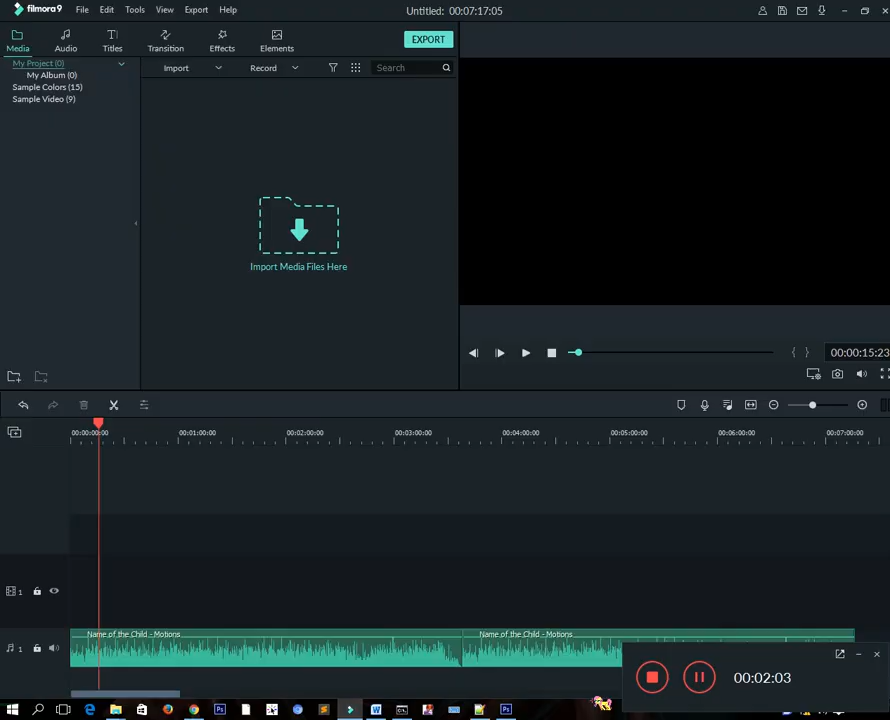 filmora9 File Edit Tools View Export Help Untitled: 00:07:17:05
Media Audio Titles Transition Effects Elements EXPORT
My Project (0)
My Album (0)
Sample Colors (15)
Sample Video (9)
Import Record Search
Import Media Files Here
00:00:15:23
00:00:00:00 00:01:00:00 00:02:00:00 00:03:00:00 00:04:00:00 00:05:00:00 00:06:00:00 00:07:00:00
1
Name of the Child - Motions Name of the Child - Motions
1
00:02:03